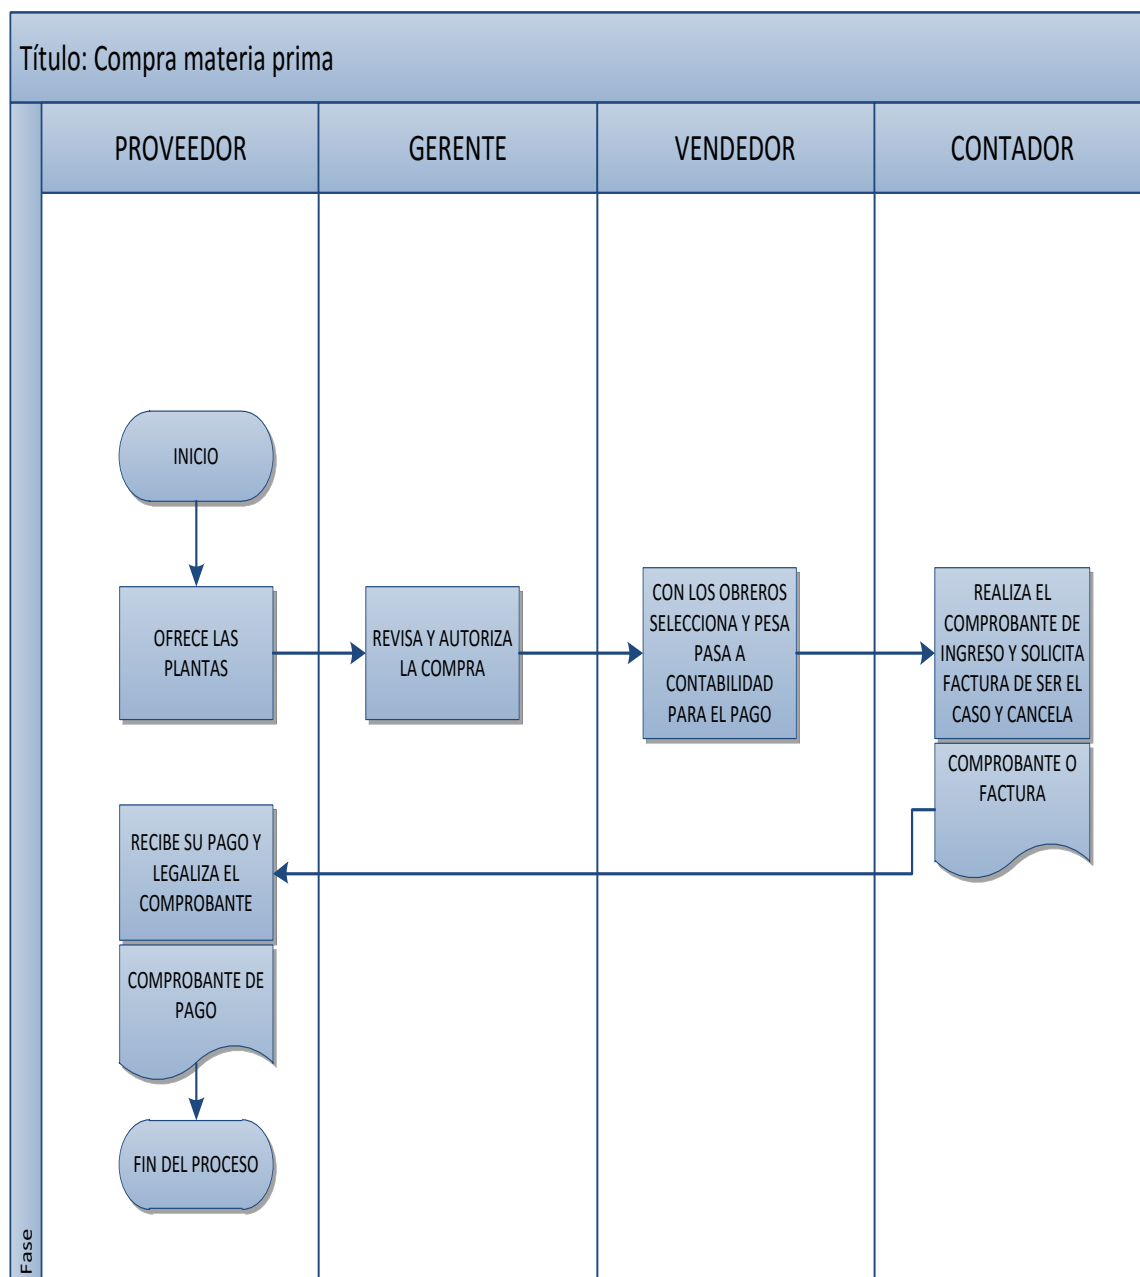 Título: Compra materia prima
PROVEEDOR
GERENTE
VENDEDOR
CONTADOR
INICIO
OFRECE LAS
PLANTAS
REVISA Y AUTORIZA
LA COMPRA
CON LOS OBREROS
SELECCIONA Y PESA
PASA A
CONTABILIDAD
PARA EL PAGO
REALIZA EL
COMPROBANTE DE
INGRESO Y SOLICITA
FACTURA DE SER EL
CASO Y CANCELA
COMPROBANTE O
FACTURA
RECIBE SU PAGO Y
LEGALIZA EL
COMPROBANTE
COMPROBANTE DE
PAGO
FIN DEL PROCESO
Fase